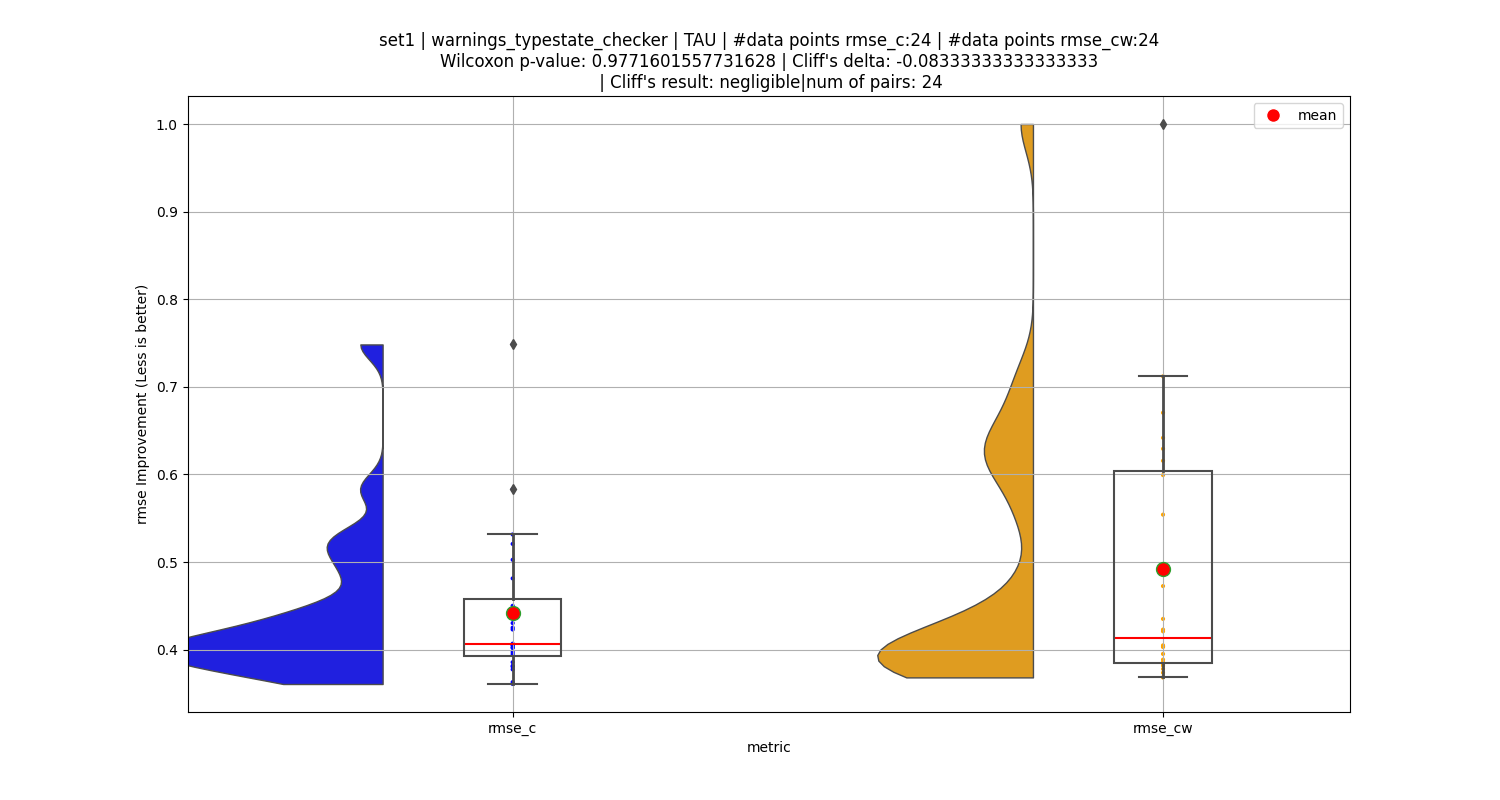 set1 | warnings_typestate_checker | TAU | #data points rmse_c:24 | #data points rmse_cw:24
Wilcoxon p-value: 0.9771601557731628 | Cliff's delta: -0.08333333333333333
| Cliff's result: negligible|num of pairs: 24
mean
1.0
0.9
0.8
0.7
0.6
0.5
0.4
rmse Improvement (Less is better)
rmse_c
rmse_cw
metric